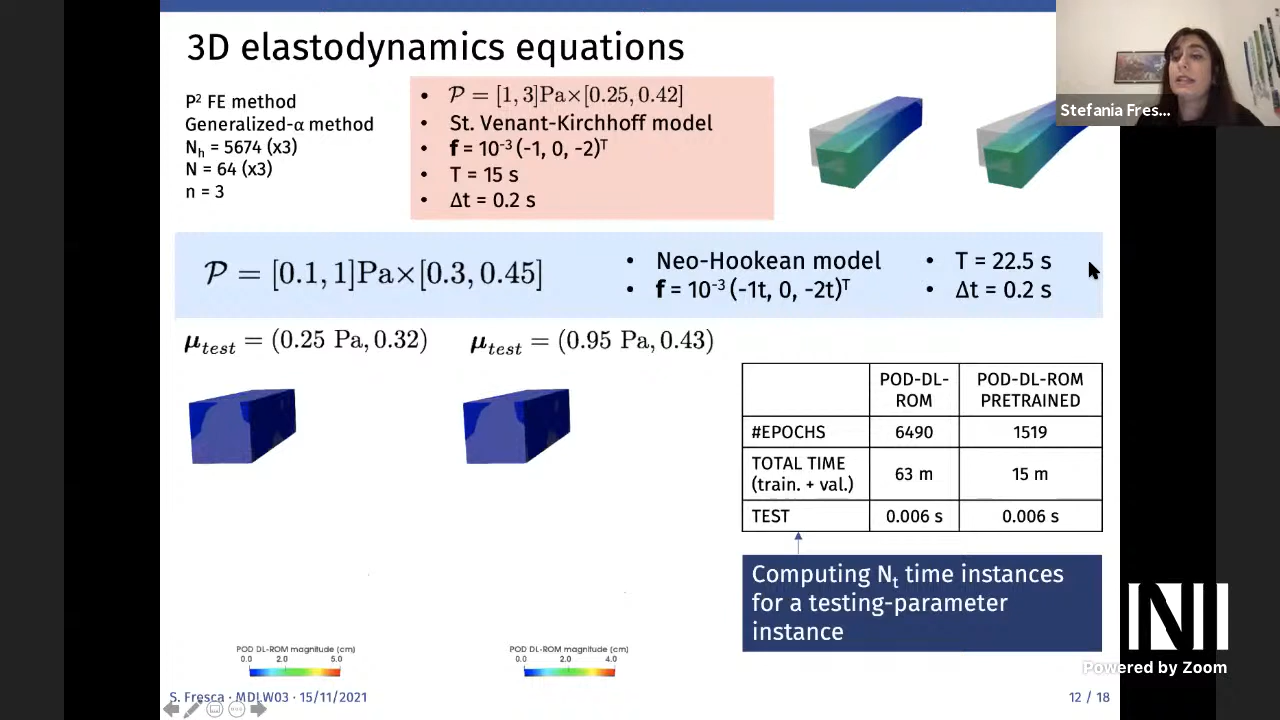 3D elastodynamics equations
P² FE method
Generalized-α method
Nₕ = 5674 (x3)
N = 64 (x3)
n = 3
• 𝒫 = [1, 3]Pa×[0.25, 0.42]
• St. Venant-Kirchhoff model
• f = 10⁻³ (-1, 0, -2)ᵀ
• T = 15 s
• Δt = 0.2 s
Stefania Fres...
𝒫 = [0.1, 1]Pa×[0.3, 0.45]
• Neo-Hookean model
• f = 10⁻³ (-1t, 0, -2t)ᵀ
• T = 22.5 s
• Δt = 0.2 s
μ_test = (0.25 Pa, 0.32)
μ_test = (0.95 Pa, 0.43)
POD-DL-ROM
POD-DL-ROM PRETRAINED
#EPOCHS 6490 1519
TOTAL TIME (train. + val.) 63 m 15 m
TEST 0.006 s 0.006 s
Computing Nₜ time instances
for a testing-parameter
instance
POD DL-ROM magnitude (cm)
0.0 2.0 5.0
POD DL-ROM magnitude (cm)
0.0 2.0 4.0
S. Fresca · MDLW03 · 15/11/2021
12 / 18
NI
Powered by Zoom